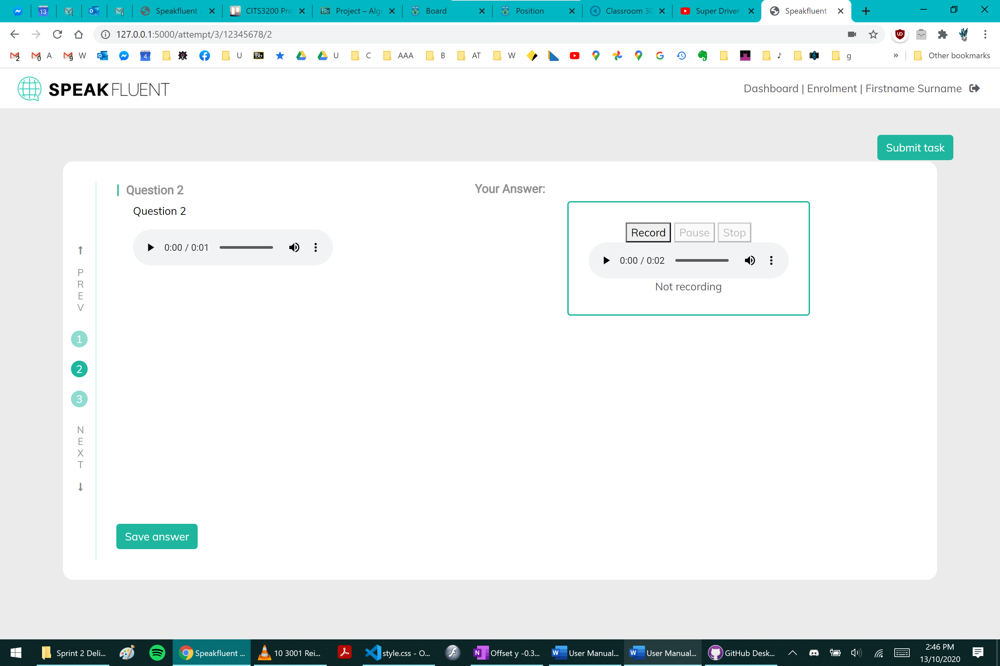 13
14
0
Speakfluent -
CITS3200 Pro
Bb
Project – Algo
Board
Position
Classroom 30
Super Driver
Speakfluent -
127.0.0.1:5000/attempt/3/12345678/2
2
0
A
9
W
4
U
Bb
U
C
AAA
B
AT
W
G
g
»
Other bookmarks
SPEAKFLUENT
Dashboard | Enrolment | Firstname Surname
Submit task
Question 2
Your Answer:
Question 2
Record
Pause
Stop
0:00 / 0:01
0:00 / 0:02
Not recording
P
R
E
V
1
2
3
N
E
X
T
Save answer
Sprint 2 Deli...
Speakfluent ...
10 3001 Rei...
style.css - O...
Offset y -0.3...
User Manual...
User Manual...
GitHub Desk...
2:46 PM
13/10/2020